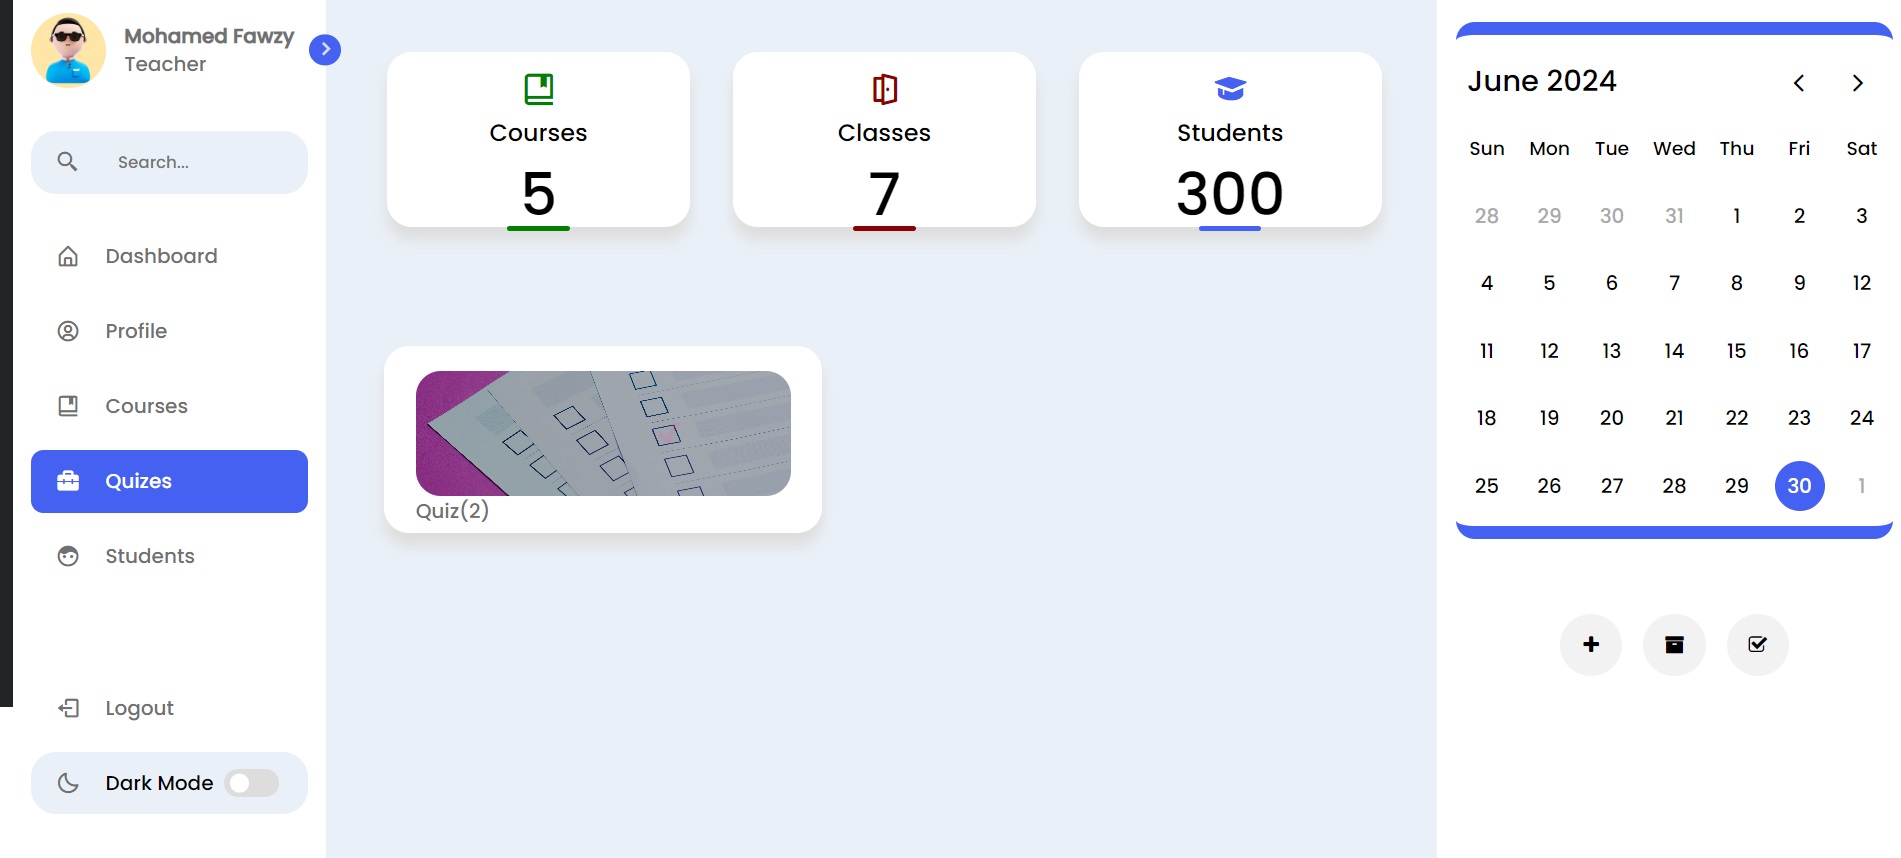 Mohamed Fawzy
Teacher
Search...
Dashboard
Profile
Courses
Quizes
Students
Logout
Dark Mode
Courses
5
Classes
7
Students
300
Quiz(2)
June 2024
Sun Mon Tue Wed Thu Fri Sat
28 29 30 31 1 2 3
4 5 6 7 8 9 12
11 12 13 14 15 16 17
18 19 20 21 22 23 24
25 26 27 28 29 30 1